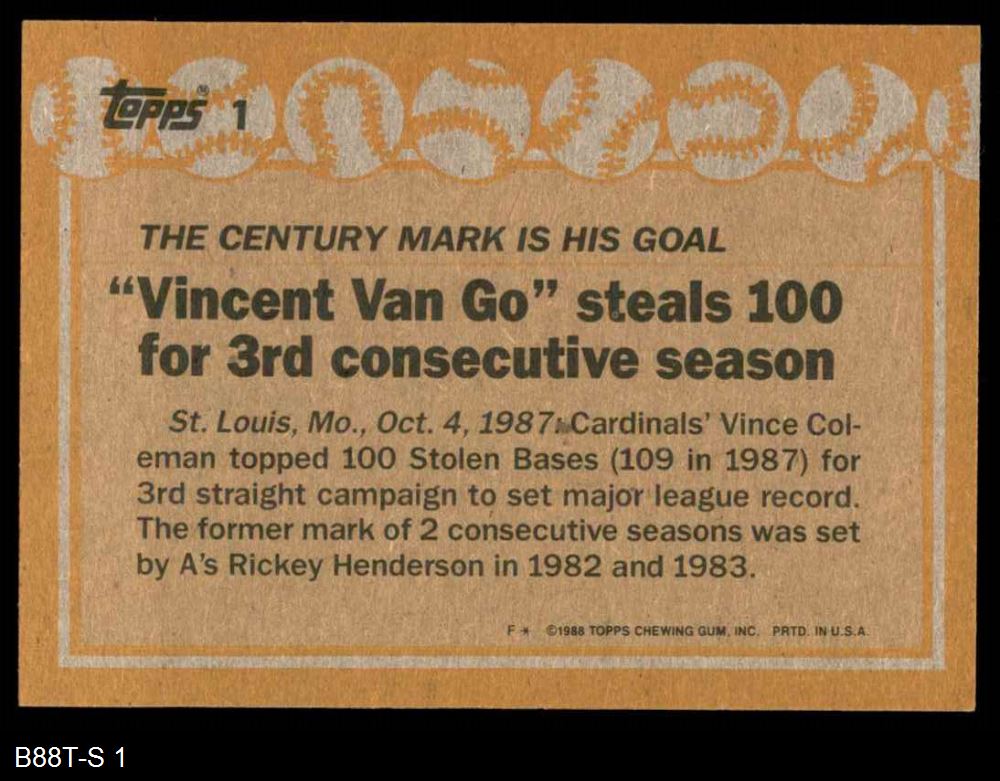 topps® 1
THE CENTURY MARK IS HIS GOAL
“Vincent Van Go” steals 100
for 3rd consecutive season
St. Louis, Mo., Oct. 4, 1987: Cardinals’ Vince Col-
eman topped 100 Stolen Bases (109 in 1987) for
3rd straight campaign to set major league record.
The former mark of 2 consecutive seasons was set
by A’s Rickey Henderson in 1982 and 1983.
F * ©1988 TOPPS CHEWING GUM, INC. PRTD. IN U.S.A.
B88T-S 1